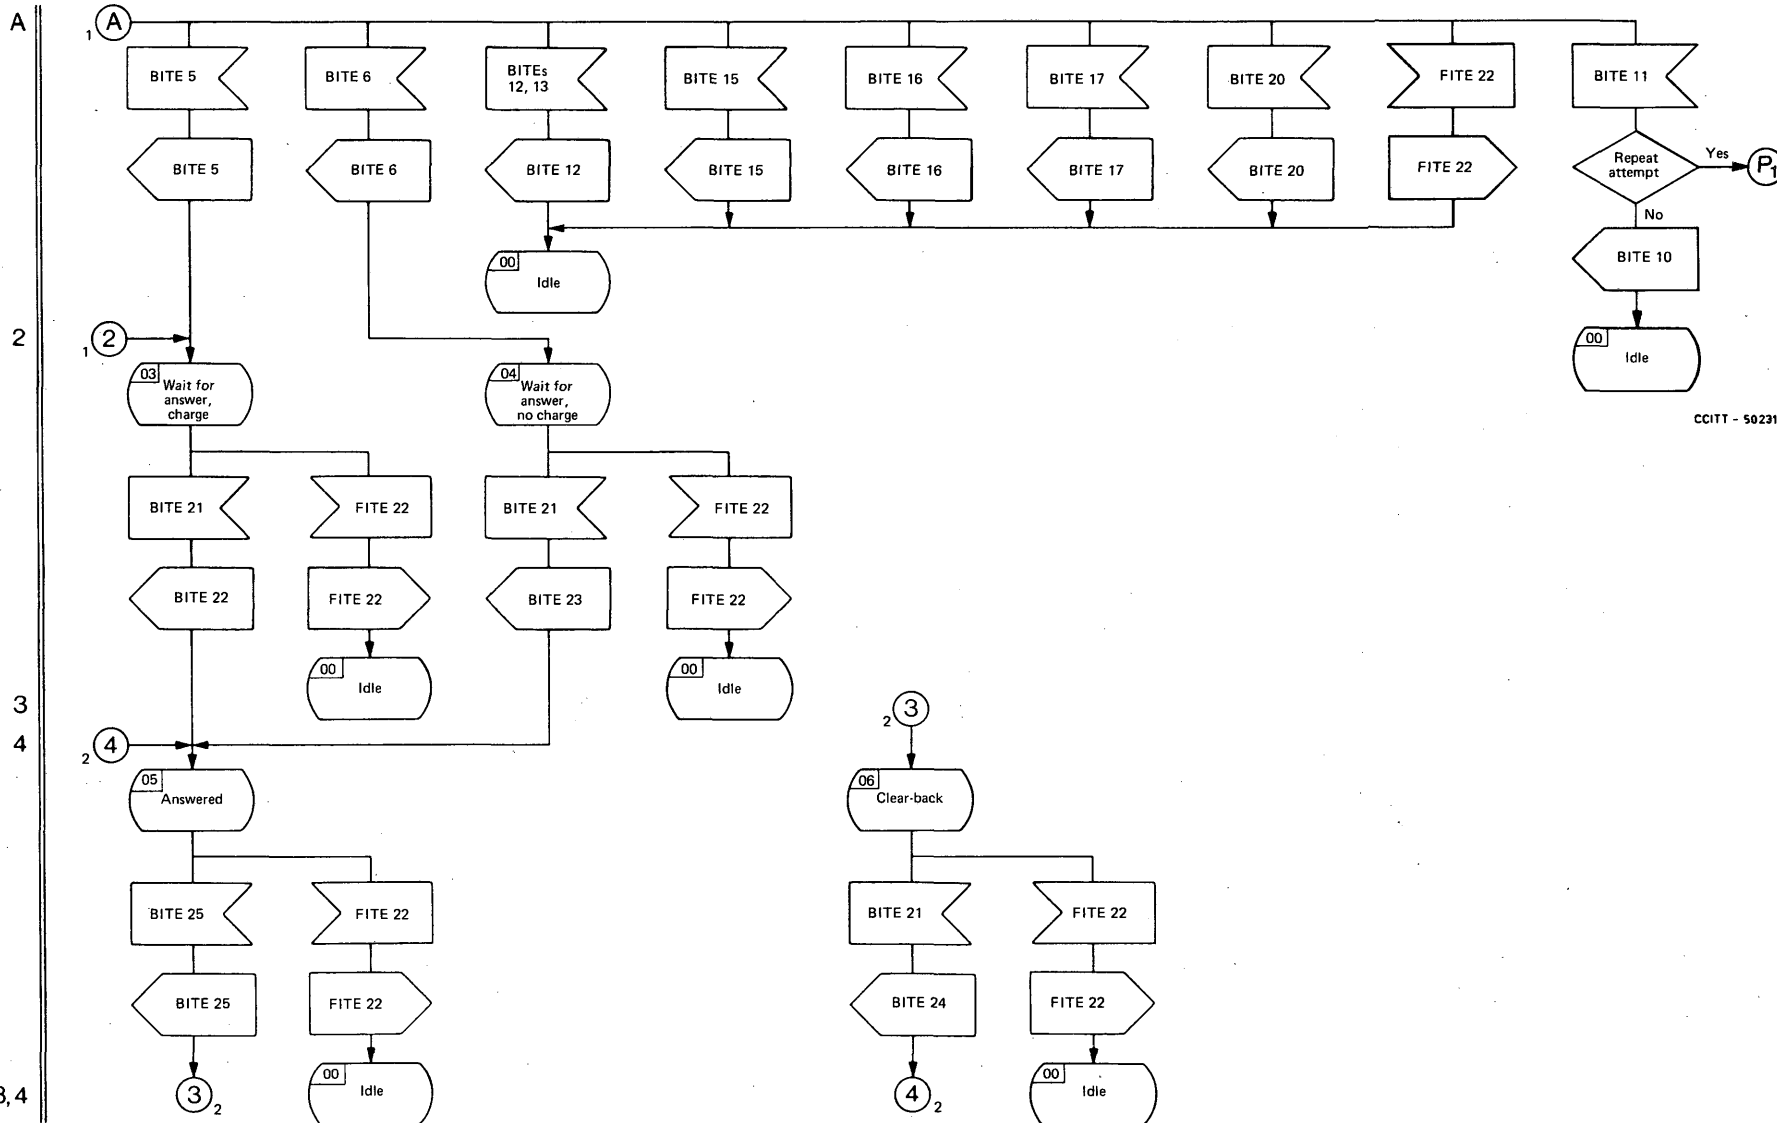 A
1 A
BITE 5
BITE 6
BITEs
12, 13
BITE 15
BITE 16
BITE 17
BITE 20
FITE 22
BITE 11
BITE 5
BITE 6
BITE 12
BITE 15
BITE 16
BITE 17
BITE 20
FITE 22
Repeat
attempt
Yes
P1
No
BITE 10
00
Idle
00
Idle
2
1 2
03
Wait for
answer,
charge
04
Wait for
answer,
no charge
CCITT - 50231
BITE 21
FITE 22
BITE 21
FITE 22
BITE 22
FITE 22
BITE 23
FITE 22
00
Idle
00
Idle
3
2 3
4
2 4
05
Answered
06
Clear-back
BITE 25
FITE 22
BITE 21
FITE 22
BITE 25
FITE 22
BITE 24
FITE 22
3, 4
3 2
00
Idle
4 2
00
Idle